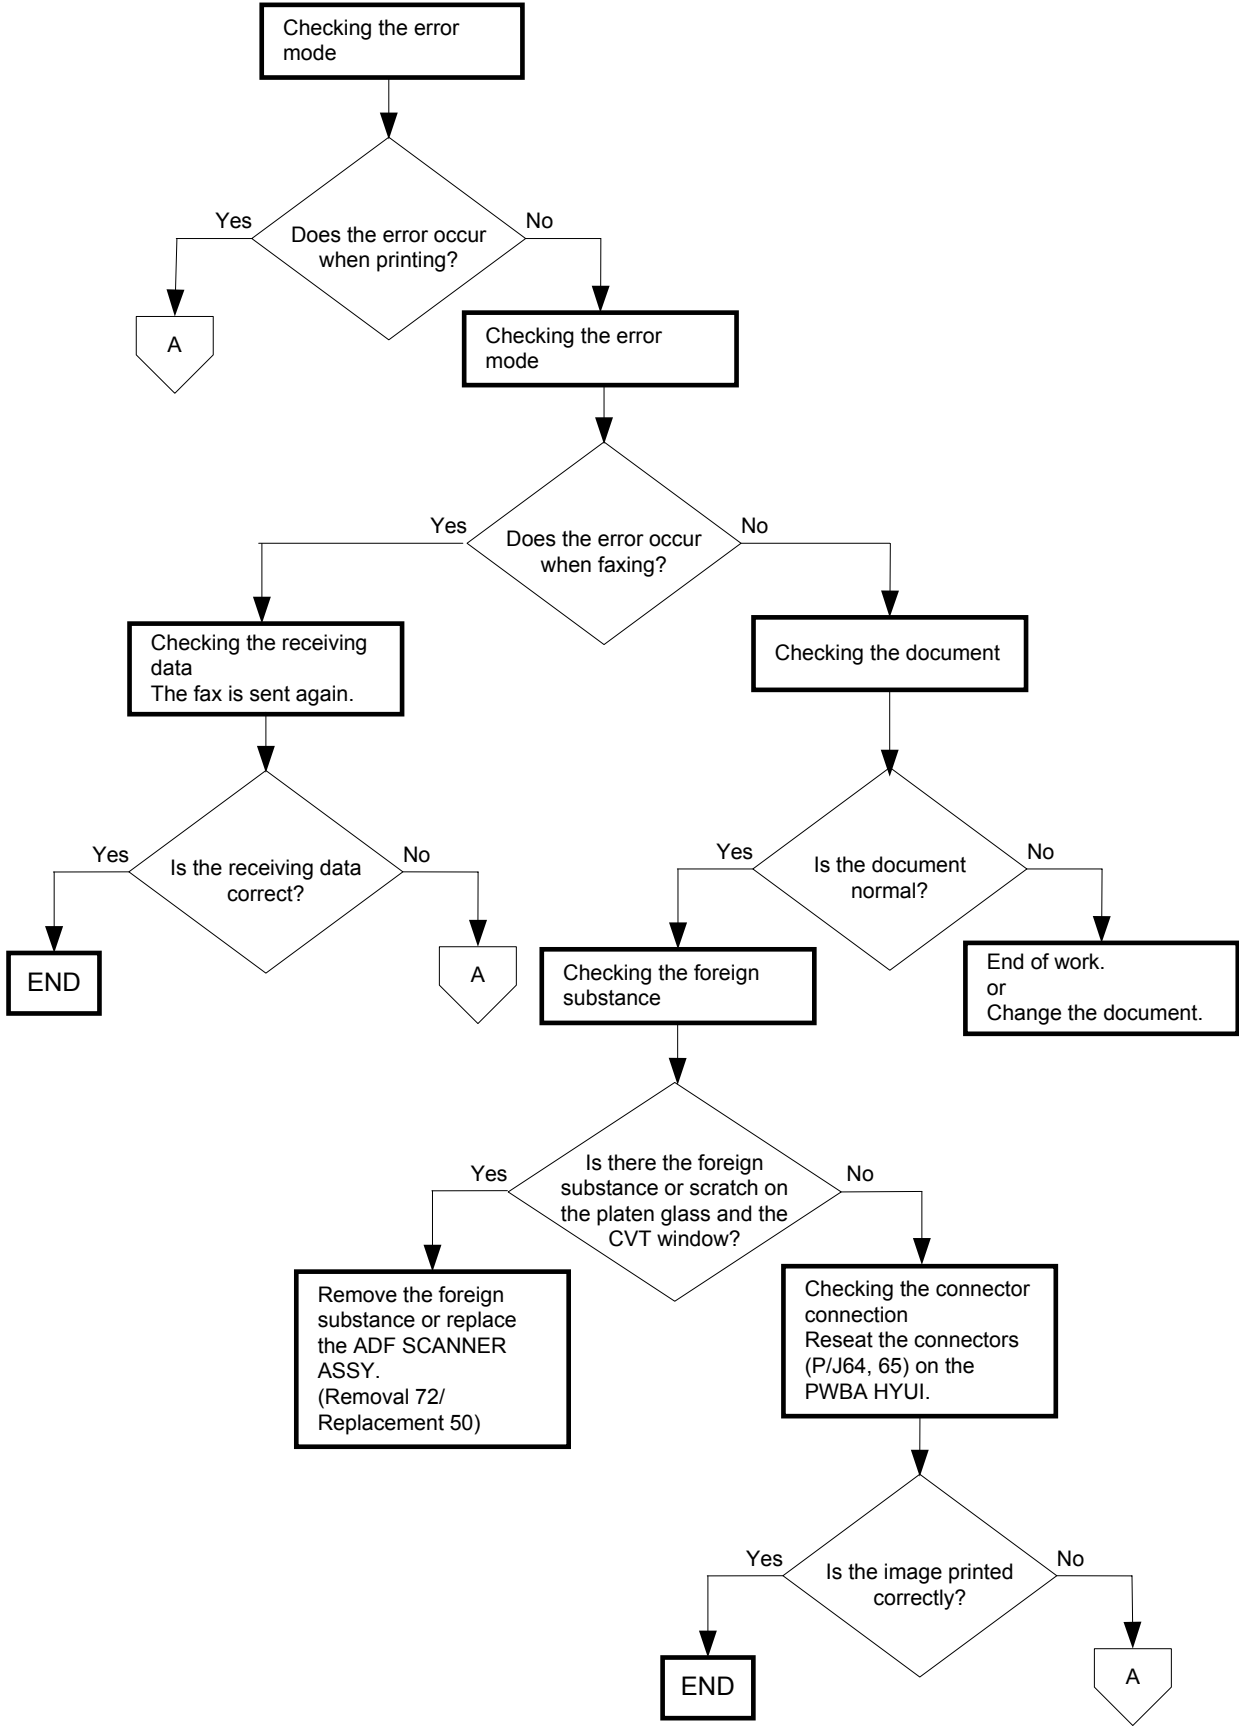 Checking the error
mode
Yes
No
Does the error occur
when printing?
A
Checking the error
mode
Yes
No
Does the error occur
when faxing?
Checking the receiving
data
The fax is sent again.
Checking the document
Yes
No
Is the receiving data
correct?
Yes
No
Is the document
normal?
END
A
Checking the foreign
substance
End of work.
or
Change the document.
Yes
No
Is there the foreign
substance or scratch on
the platen glass and the
CVT window?
Remove the foreign
substance or replace
the ADF SCANNER
ASSY.
(Removal 72/
Replacement 50)
Checking the connector
connection
Reseat the connectors
(P/J64, 65) on the
PWBA HYUI.
Yes
No
Is the image printed
correctly?
END
A